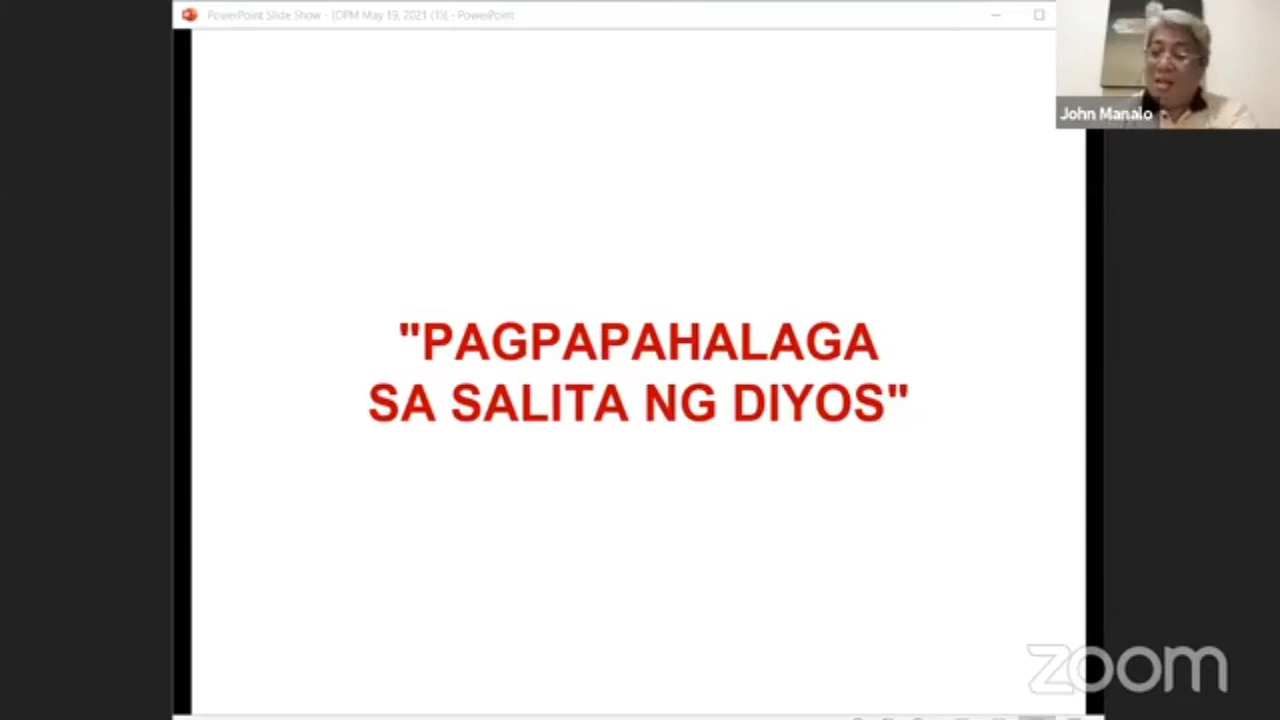 PowerPoint Slide Show - [OPM May 19, 2021 (1)] - PowerPoint
John Manalo
"PAGPAPAHALAGA
SA SALITA NG DIYOS"
zoom